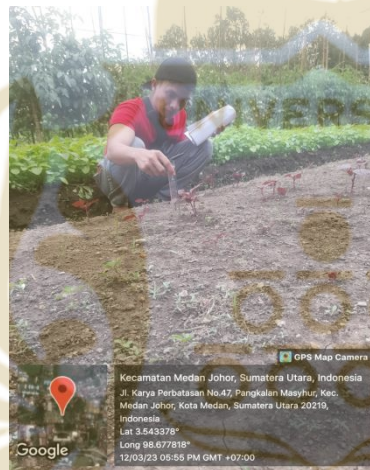 UNIVERS
GPS Map Camera
Kecamatan Medan Johor, Sumatera Utara, Indonesia
Jl. Karya Perbatasan No.47, Pangkalan Masyhur, Kec.
Medan Johor, Kota Medan, Sumatera Utara 20219,
Indonesia
Lat 3.543378°
Long 98.677818°
12/03/23 05:55 PM GMT +07:00
Google